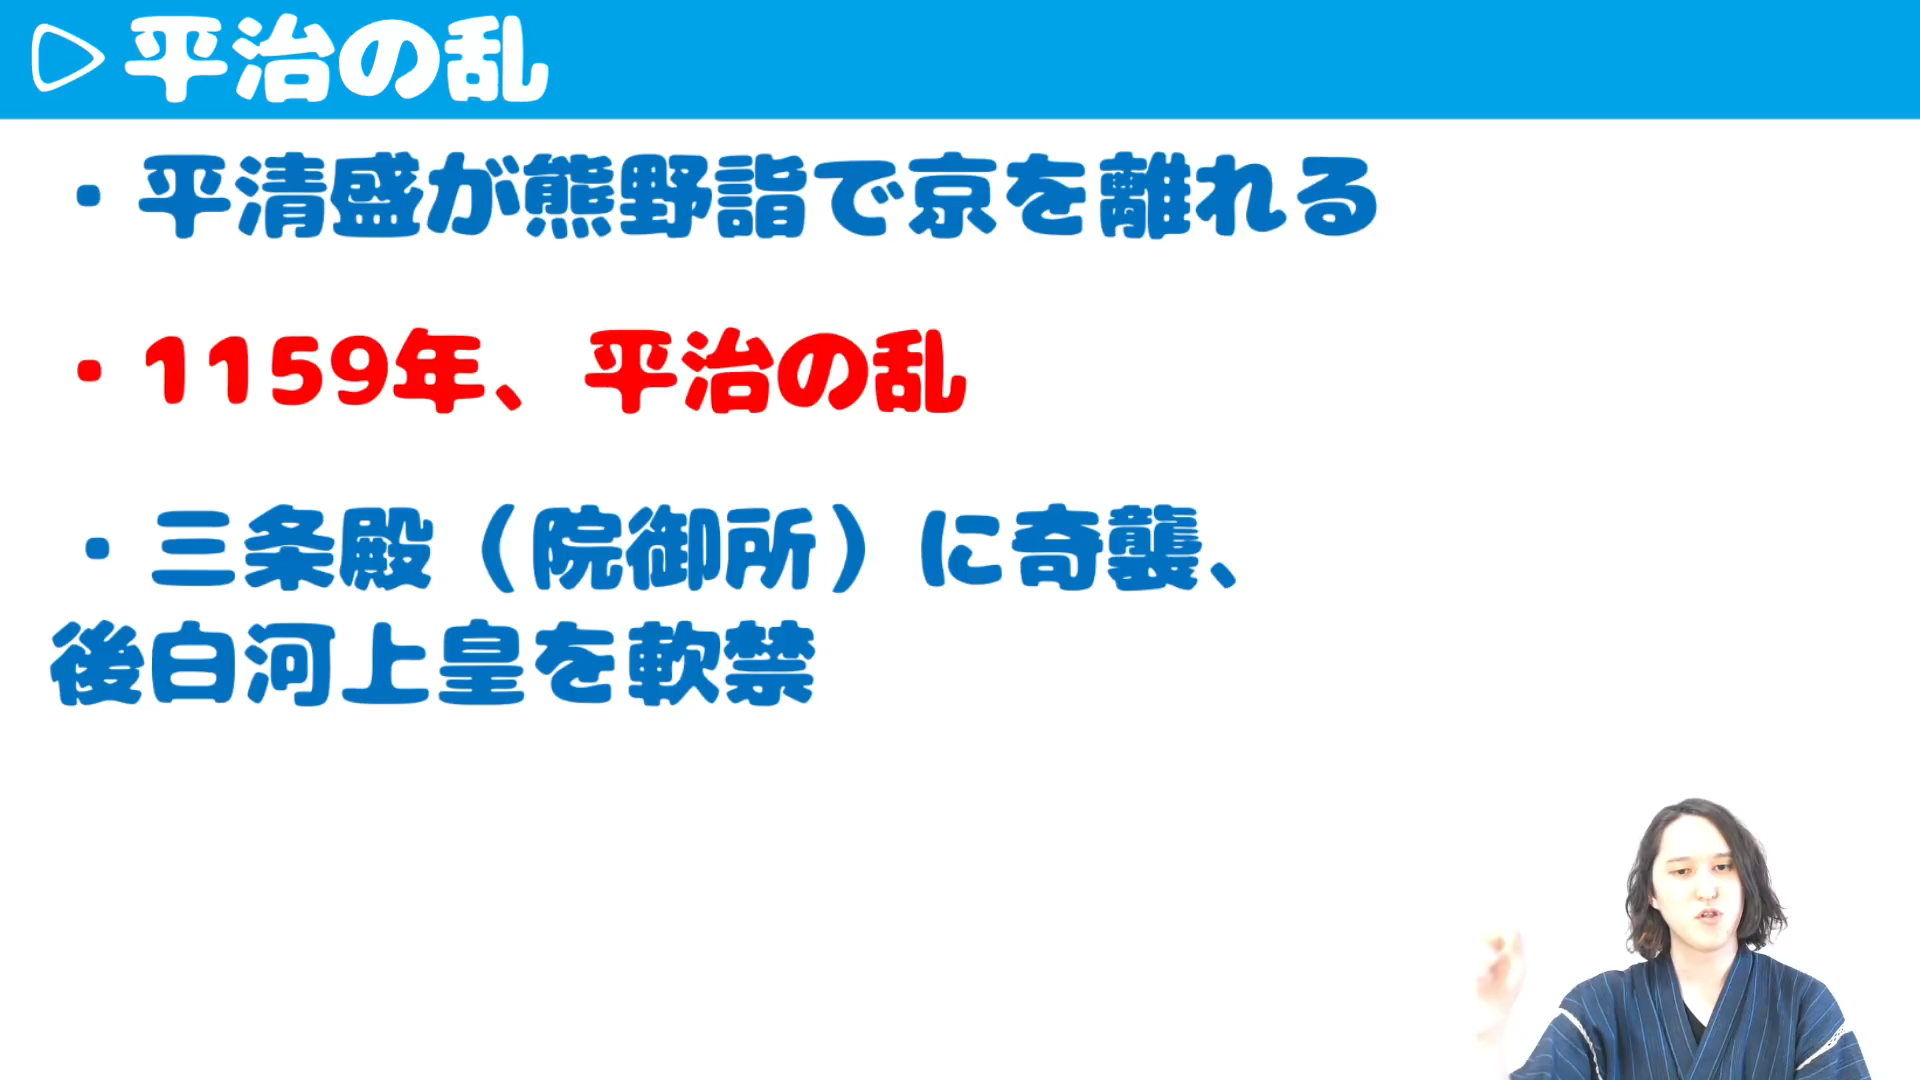 平治の乱
・平清盛が熊野詣で京を離れる
・1159年、平治の乱
・三条殿（院御所）に奇襲、
後白河上皇を軟禁